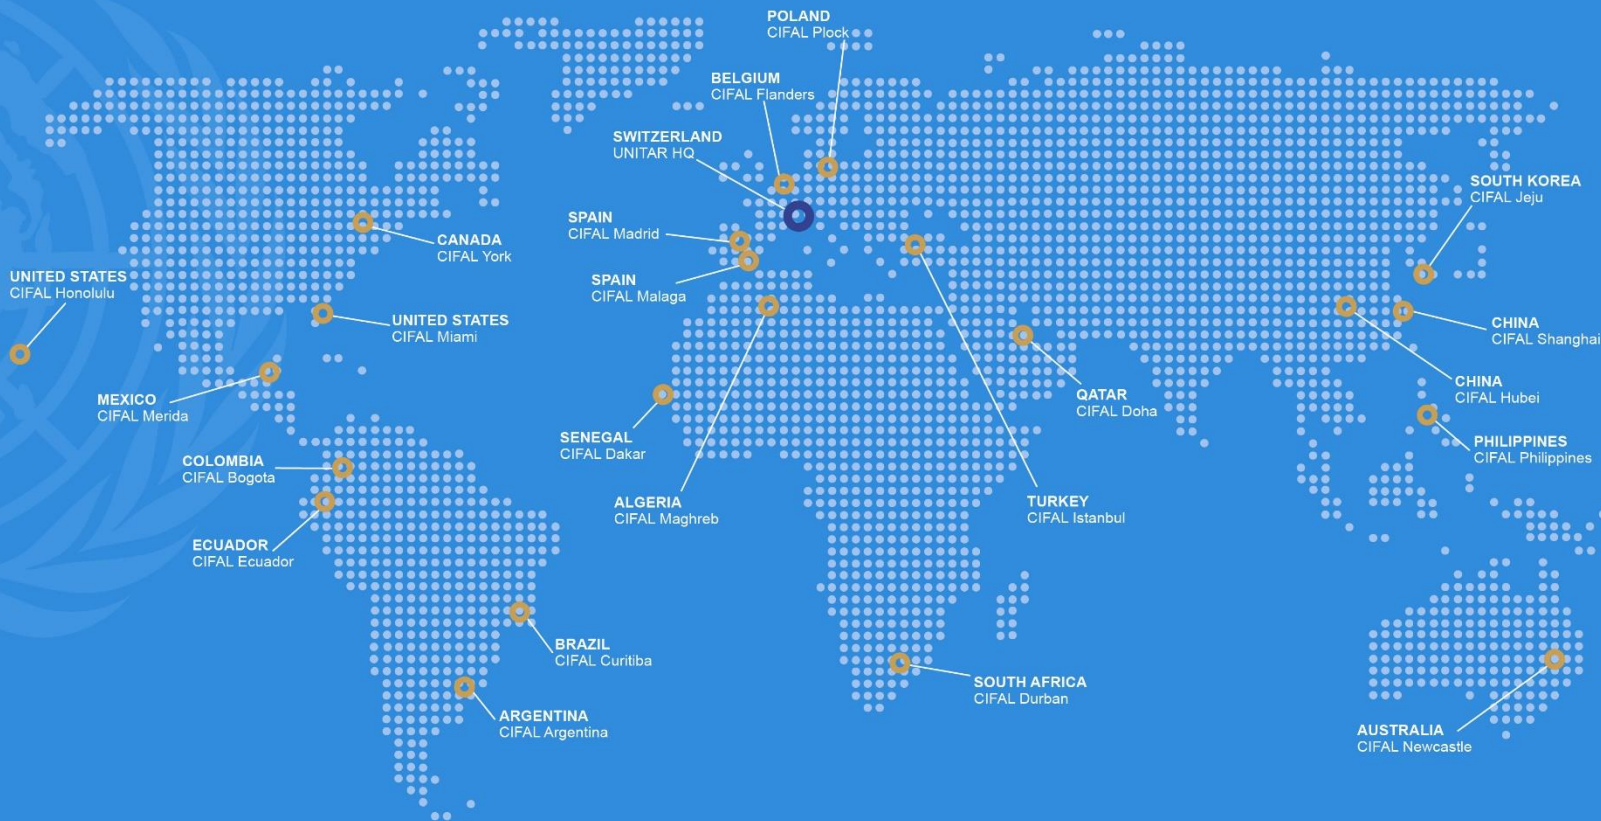 POLAND
CIFAL Plock
BELGIUM
CIFAL Flanders
SWITZERLAND
UNITAR HQ
SOUTH KOREA
CIFAL Jeju
SPAIN
CIFAL Madrid
CANADA
CIFAL York
UNITED STATES
CIFAL Honolulu
SPAIN
CIFAL Malaga
UNITED STATES
CIFAL Miami
CHINA
CIFAL Shanghai
CHINA
CIFAL Hubei
QATAR
CIFAL Doha
MEXICO
CIFAL Merida
SENEGAL
CIFAL Dakar
PHILIPPINES
CIFAL Philippines
COLOMBIA
CIFAL Bogota
ALGERIA
CIFAL Maghreb
TURKEY
CIFAL Istanbul
ECUADOR
CIFAL Ecuador
BRAZIL
CIFAL Curitiba
SOUTH AFRICA
CIFAL Durban
ARGENTINA
CIFAL Argentina
AUSTRALIA
CIFAL Newcastle